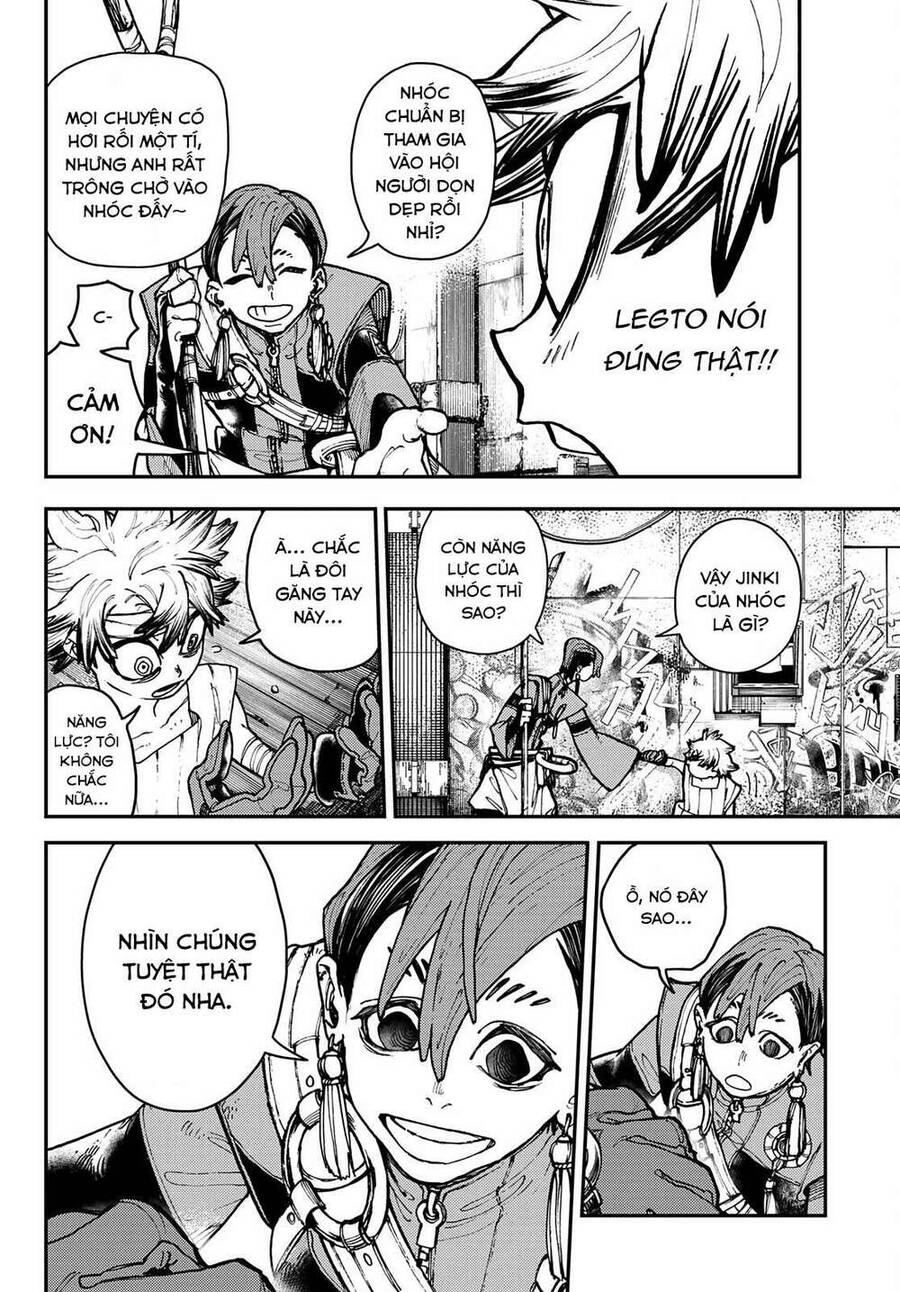 NHÓC
CHUẨN BỊ
THAM GIA
VÀO HỘI
NGƯỜI DỌN
DẸP RỒI
NHỈ?
MỌI CHUYỆN CÓ
HƠI RỐI MỘT TÍ,
NHƯNG ANH RẤT
TRÔNG CHỜ VÀO
NHÓC ĐẤY~
LEGTO NÓI
ĐÚNG THẬT!!
C-
CẢM
ƠN!
VẬY JINKI
CỦA NHÓC
LÀ GÌ?
CÒN NĂNG
LỰC CỦA
NHÓC THÌ
SAO?
À... CHẮC
LÀ ĐÔI
GĂNG TAY
NÀY...
NĂNG
LỰC? TÔI
KHÔNG
CHẮC
NỮA...
Ồ, NÓ ĐÂY
SAO...
NHÌN CHÚNG
TUYỆT THẬT
ĐÓ NHA.